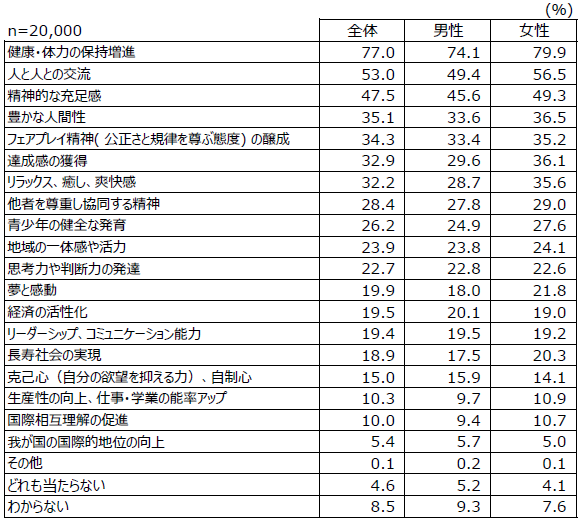 (%)
n=20,000 全体 男性 女性
健康・体力の保持増進 77.0 74.1 79.9
人と人との交流 53.0 49.4 56.5
精神的な充足感 47.5 45.6 49.3
豊かな人間性 35.1 33.6 36.5
フェアプレイ精神( 公正さと規律を尊ぶ態度) の醸成 34.3 33.4 35.2
達成感の獲得 32.9 29.6 36.1
リラックス、癒し、爽快感 32.2 28.7 35.6
他者を尊重し協同する精神 28.4 27.8 29.0
青少年の健全な発育 26.2 24.9 27.6
地域の一体感や活力 23.9 23.8 24.1
思考力や判断力の発達 22.7 22.8 22.6
夢と感動 19.9 18.0 21.8
経済の活性化 19.5 20.1 19.0
リーダーシップ、コミュニケーション能力 19.4 19.5 19.2
長寿社会の実現 18.9 17.5 20.3
克己心（自分の欲望を抑える力）、自制心 15.0 15.9 14.1
生産性の向上、仕事・学業の能率アップ 10.3 9.7 10.9
国際相互理解の促進 10.0 9.4 10.7
我が国の国際的地位の向上 5.4 5.7 5.0
その他 0.1 0.2 0.1
どれも当たらない 4.6 5.2 4.1
わからない 8.5 9.3 7.6